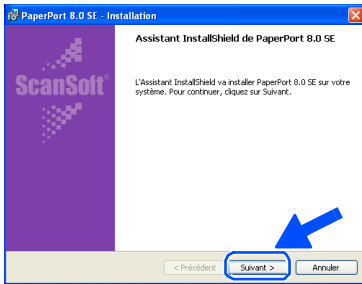 PaperPort 8.0 SE - Installation
Assistant InstallShield de PaperPort 8.0 SE
ScanSoft®
L'Assistant InstallShield va installer PaperPort 8.0 SE sur votre
système. Pour continuer, cliquez sur Suivant.
< Précédent
Suivant >
Annuler